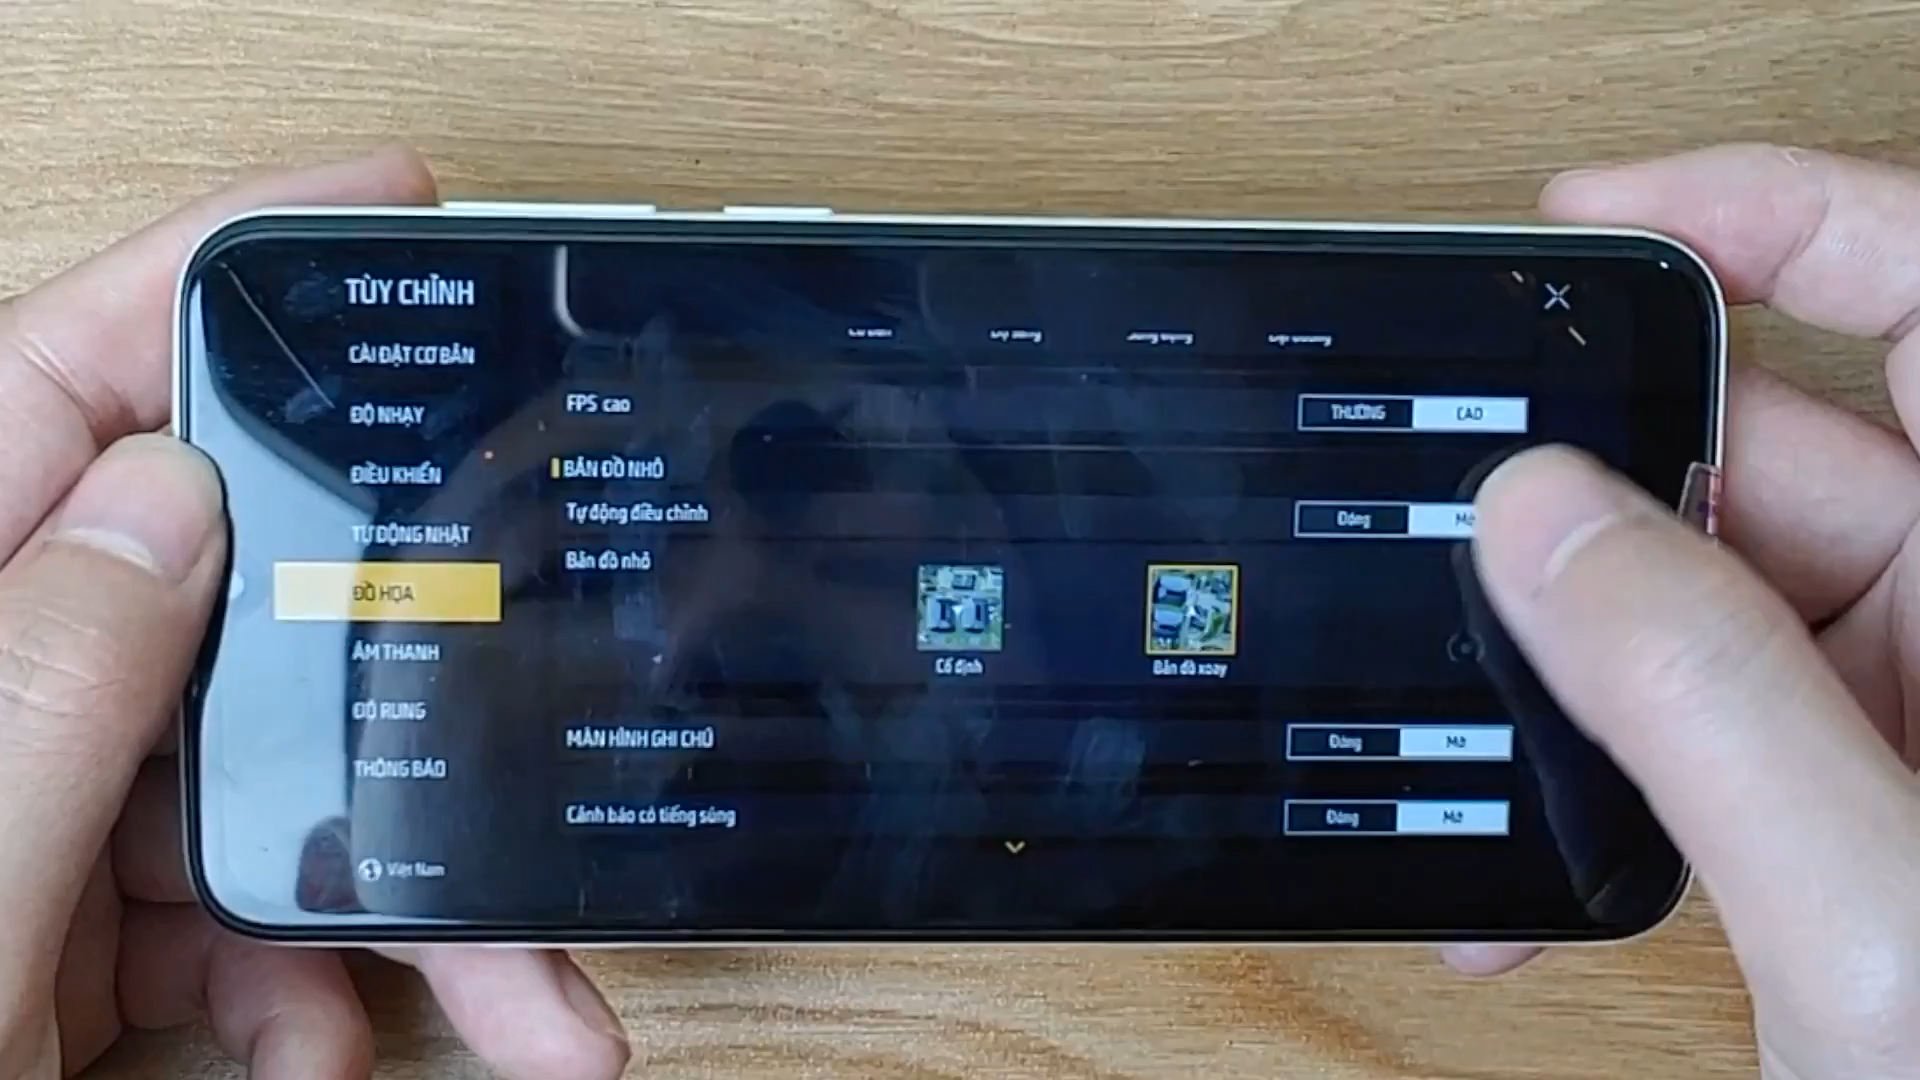 TÙY CHỈNH
CÀI ĐẶT CƠ BẢN
ĐỘ NHẠY
ĐIỀU KHIỂN
TỰ ĐỘNG NHẶT
ĐỒ HỌA
ÂM THANH
ĐỘ RUNG
THÔNG BÁO
Việt Nam
FPS cao
THƯỜNG
CAO
BẢN ĐỒ NHỎ
Tự động điều chỉnh
Đóng
Mở
Bản đồ nhỏ
Cố định
Bản đồ xoay
MÀN HÌNH GHI CHÚ
Đóng
Mở
Cảnh báo có tiếng súng
Đóng
Mở